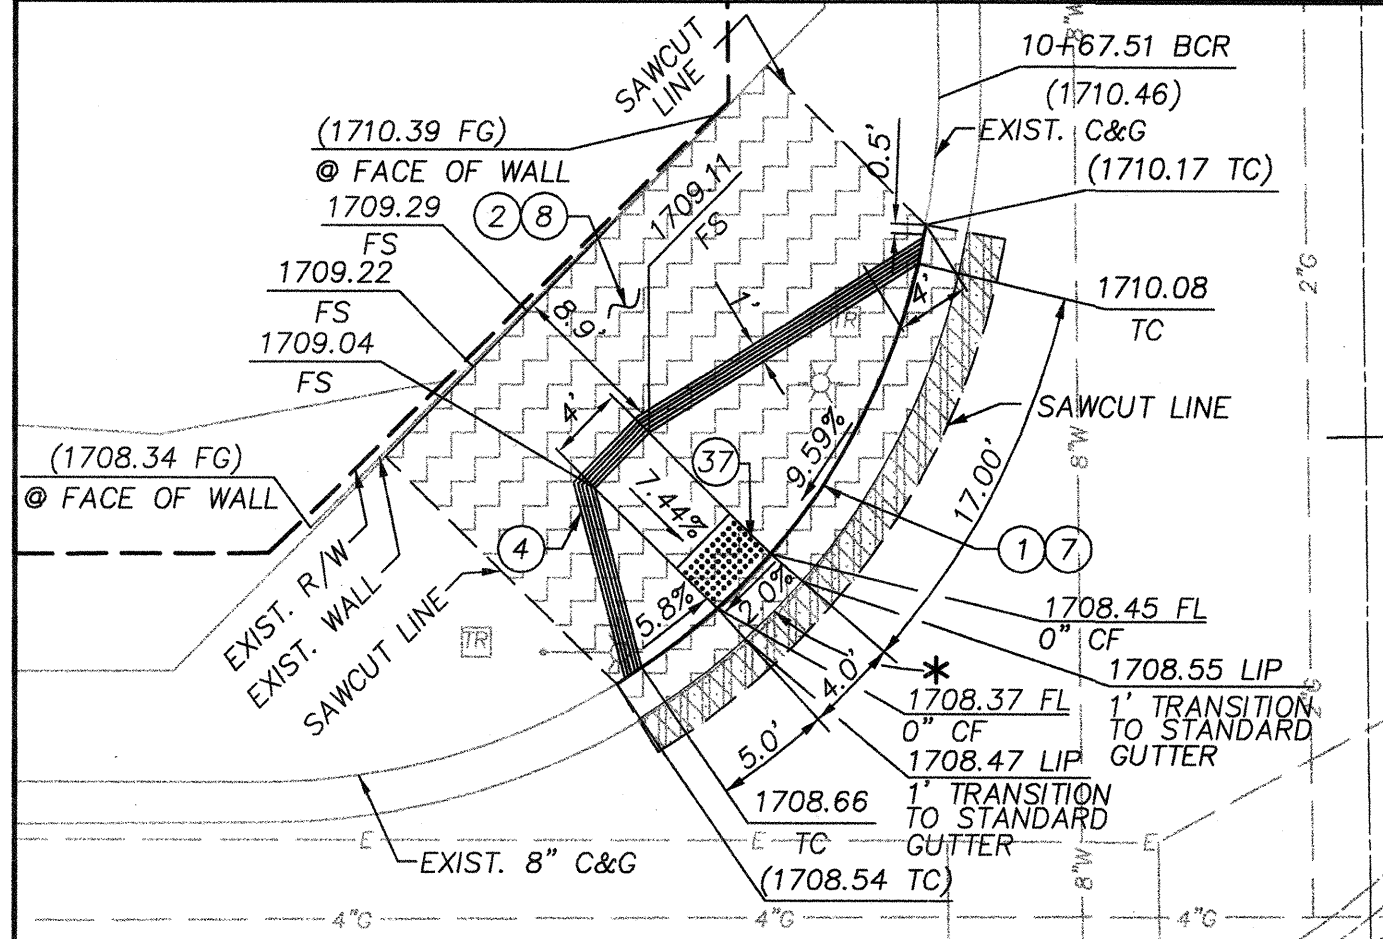 SAWCUT
LINE
8"W
10+67.51 BCR
(1710.46)
EXIST. C&G
(1710.17 TC)
(1710.39 FG)
@ FACE OF WALL
0.5'
1709.11
FS
2
8
1709.29
FS
1709.22
FS
1709.04
FS
8.9'
1'
TR
4'
1710.08
TC
2"G
4'
SAWCUT LINE
(1708.34 FG)
@ FACE OF WALL
37
9.59%
8"W
17.00'
7.44%
4
1
7
EXIST. R/W
EXIST. WALL
SAWCUT LINE
TR
5.8%
2.0%
1708.45 FL
0" CF
*
1708.55 LIP
1' TRANSITION
TO STANDARD
GUTTER
2"G
4.0'
1708.37 FL
0" CF
5.0'
1708.47 LIP
1' TRANSITION
TO STANDARD
GUTTER
1708.66
TC
(1708.54 TC)
E
E
E
EXIST. 8" C&G
8"W
4"G
4"G
4"G